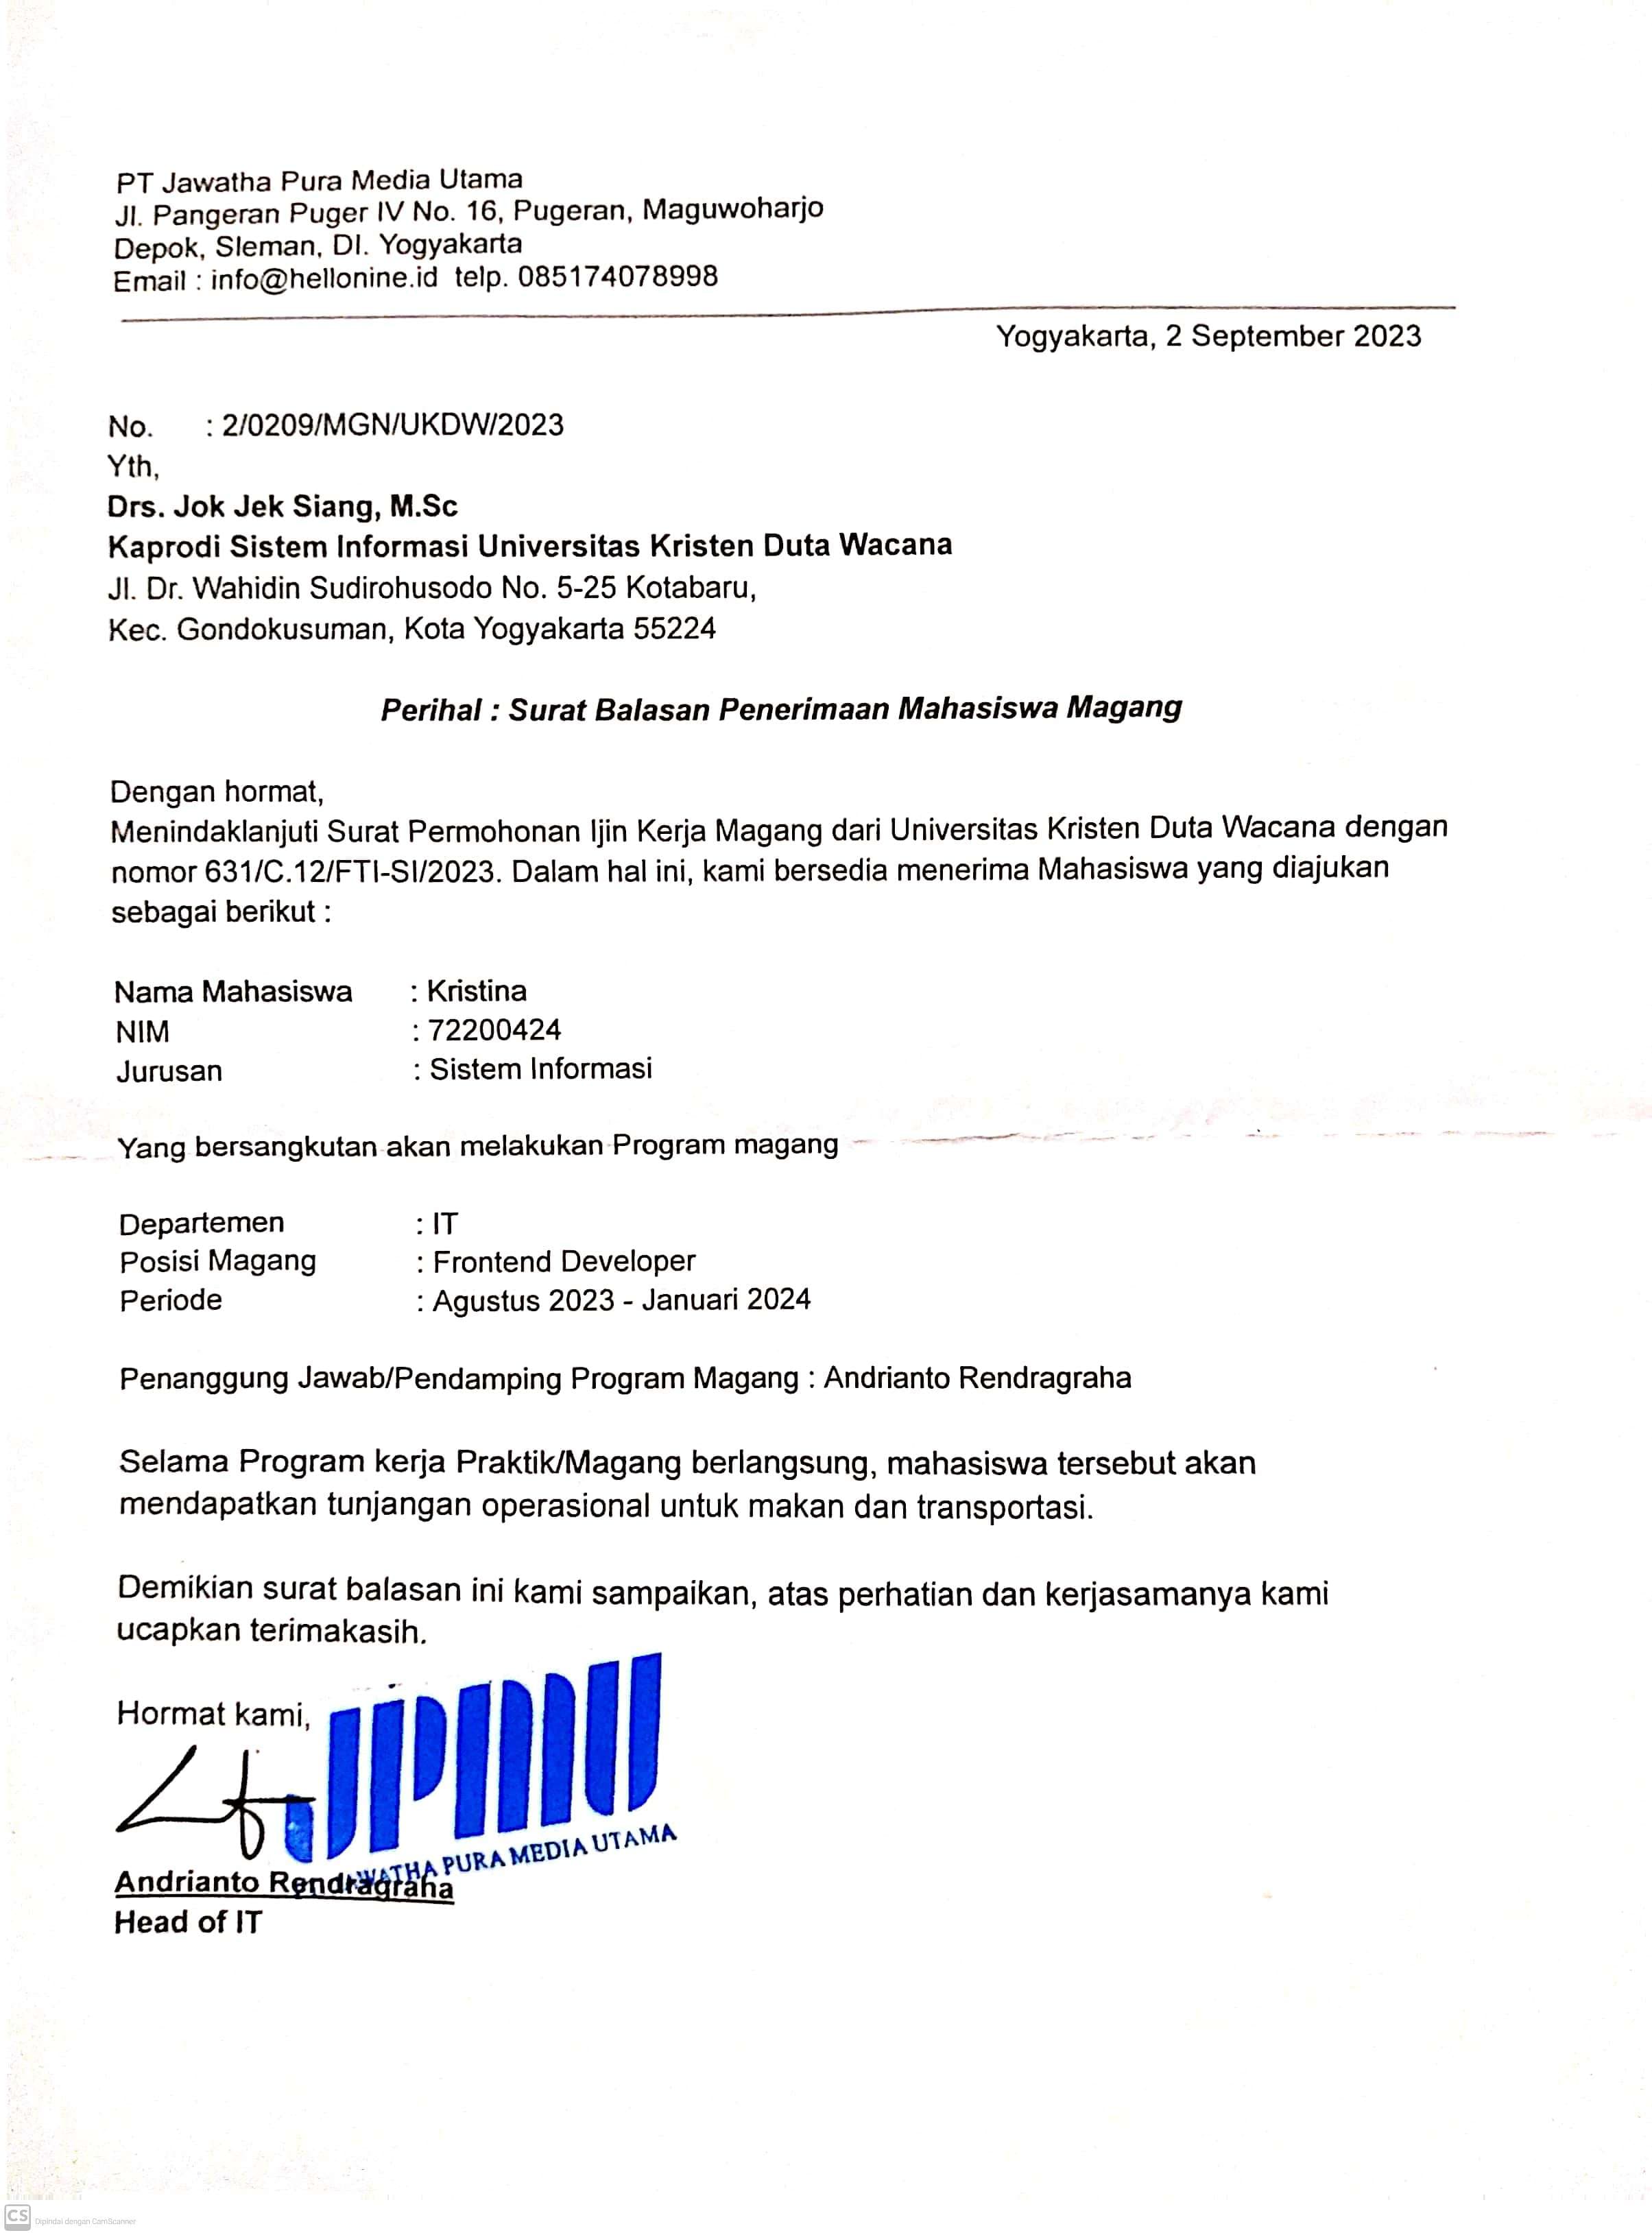 PT Jawatha Pura Media Utama
Jl. Pangeran Puger IV No. 16, Pugeran, Maguwoharjo
Depok, Sleman, DI. Yogyakarta
Email : info@hellonine.id telp. 085174078998
Yogyakarta, 2 September 2023
No. : 2/0209/MGN/UKDW/2023
Yth,
Drs. Jok Jek Siang, M.Sc
Kaprodi Sistem Informasi Universitas Kristen Duta Wacana
Jl. Dr. Wahidin Sudirohusodo No. 5-25 Kotabaru,
Kec. Gondokusuman, Kota Yogyakarta 55224
Perihal : Surat Balasan Penerimaan Mahasiswa Magang
Dengan hormat,
Menindaklanjuti Surat Permohonan Ijin Kerja Magang dari Universitas Kristen Duta Wacana dengan
nomor 631/C.12/FTI-SI/2023. Dalam hal ini, kami bersedia menerima Mahasiswa yang diajukan
sebagai berikut :
Nama Mahasiswa : Kristina
NIM : 72200424
Jurusan : Sistem Informasi
Yang bersangkutan akan melakukan Program magang
Departemen : IT
Posisi Magang : Frontend Developer
Periode : Agustus 2023 - Januari 2024
Penanggung Jawab/Pendamping Program Magang : Andrianto Rendragraha
Selama Program kerja Praktik/Magang berlangsung, mahasiswa tersebut akan
mendapatkan tunjangan operasional untuk makan dan transportasi.
Demikian surat balasan ini kami sampaikan, atas perhatian dan kerjasamanya kami
ucapkan terimakasih.
Hormat kami,
JPMU
PURA MEDIA UTAMA
Andrianto Rendragraha
Head of IT
CS Dipindai dengan CamScanner